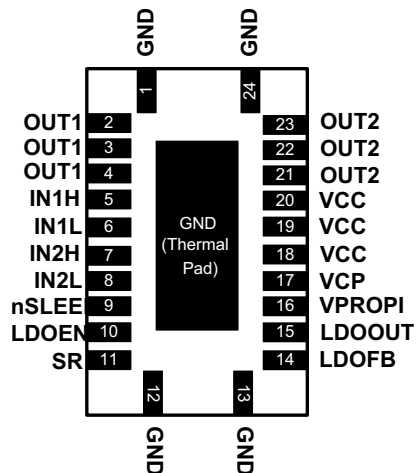 GND GND
1 24
OUT1 2 23 OUT2
OUT1 3 22 OUT2
OUT1 4 21 OUT2
IN1H 5 20 VCC
IN1L 6 19 VCC
IN2H 7 18 VCC
IN2L 8 17 VCP
nSLEE 9 16 VPROPI
LDOEN 10 15 LDOOUT
SR 11 14 LDOFB
GND
(Thermal
Pad)
12 13
GND GND